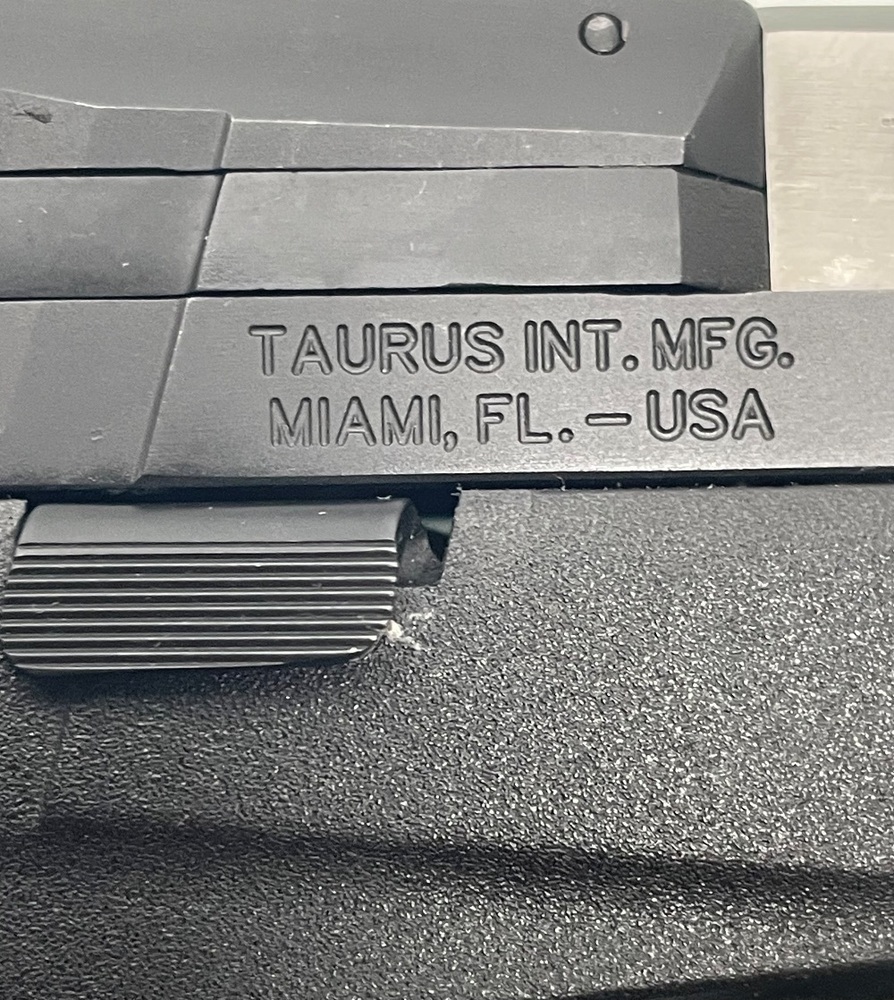 TAURUS INT. MFG.
MIAMI, FL. – USA